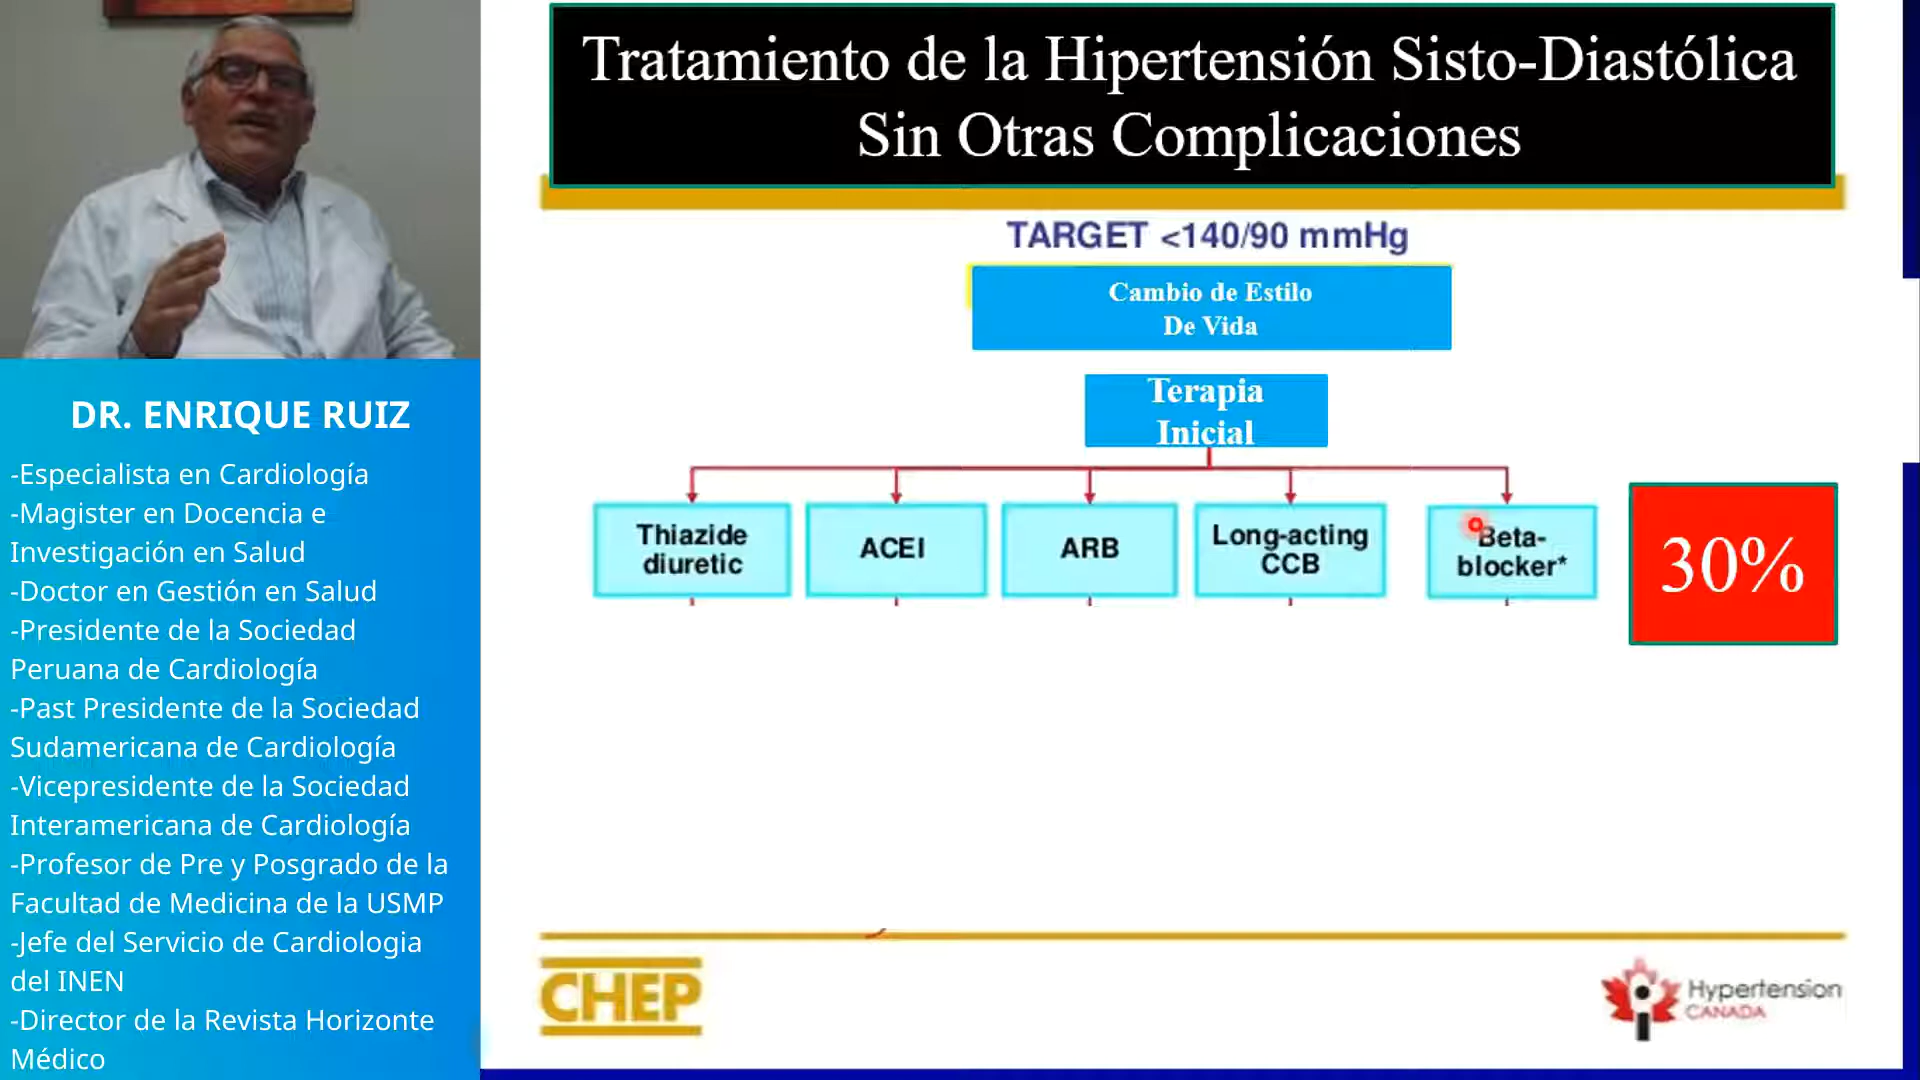 Tratamiento de la Hipertensión Sisto-Diastólica
Sin Otras Complicaciones
TARGET <140/90 mmHg
Cambio de Estilo
De Vida
Terapia
Inicial
Thiazide
diuretic
ACEI
ARB
Long-acting
CCB
Beta-
blocker*
30%
CHEP
Hypertension
CANADA
DR. ENRIQUE RUIZ
-Especialista en Cardiología
-Magister en Docencia e
Investigación en Salud
-Doctor en Gestión en Salud
-Presidente de la Sociedad
Peruana de Cardiología
-Past Presidente de la Sociedad
Sudamericana de Cardiología
-Vicepresidente de la Sociedad
Interamericana de Cardiología
-Profesor de Pre y Posgrado de la
Facultad de Medicina de la USMP
-Jefe del Servicio de Cardiologia
del INEN
-Director de la Revista Horizonte
Médico